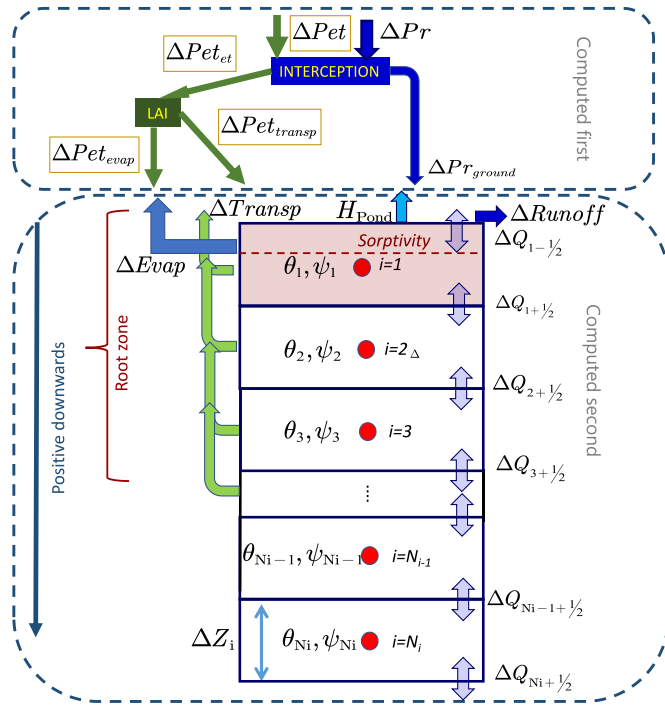 ΔPet
ΔPr
ΔPet_et
INTERCEPTION
LAI
ΔPet_transp
ΔPet_evap
ΔPr_ground
Computed first
ΔTransp
H_Pond
ΔRunoff
Sorptivity
ΔQ_1−½
ΔEvap
θ_1, ψ_1
i=1
ΔQ_1+½
θ_2, ψ_2
i=2 Δ
ΔQ_2+½
θ_3, ψ_3
i=3
ΔQ_3+½
....
θ_Ni−1, ψ_Ni−1
i=N_i-1
ΔQ_Ni−1+½
ΔZ_i
θ_Ni, ψ_Ni
i=N_i
ΔQ_Ni+½
Root zone
Positive downwards
Computed second